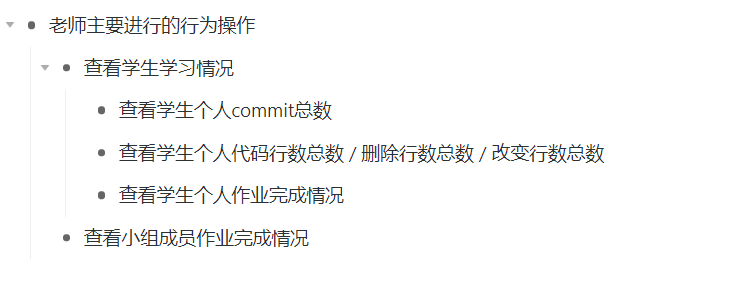 老师主要进行的行为操作
查看学生学习情况
查看学生个人commit总数
查看学生个人代码行数总数 / 删除行数总数 / 改变行数总数
查看学生个人作业完成情况
查看小组成员作业完成情况